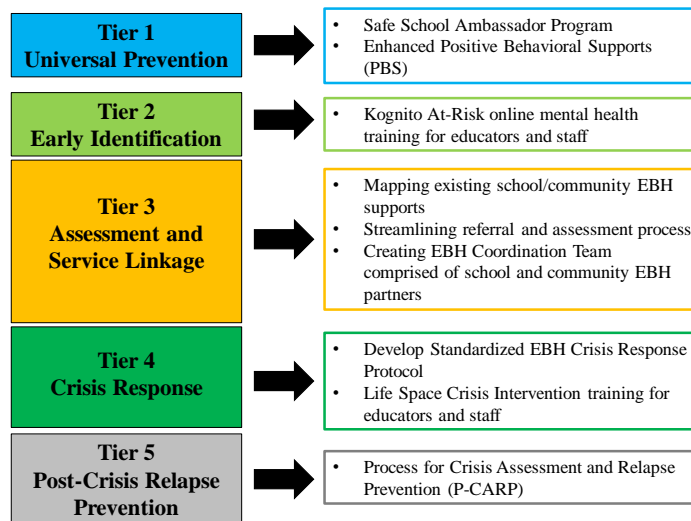 Tier 1
Universal Prevention
• Safe School Ambassador Program
• Enhanced Positive Behavioral Supports
(PBS)
Tier 2
Early Identification
• Kognito At-Risk online mental health
training for educators and staff
Tier 3
Assessment and
Service Linkage
• Mapping existing school/community EBH
supports
• Streamlining referral and assessment process
• Creating EBH Coordination Team
comprised of school and community EBH
partners
Tier 4
Crisis Response
• Develop Standardized EBH Crisis Response
Protocol
• Life Space Crisis Intervention training for
educators and staff
Tier 5
Post-Crisis Relapse
Prevention
• Process for Crisis Assessment and Relapse
Prevention (P-CARP)